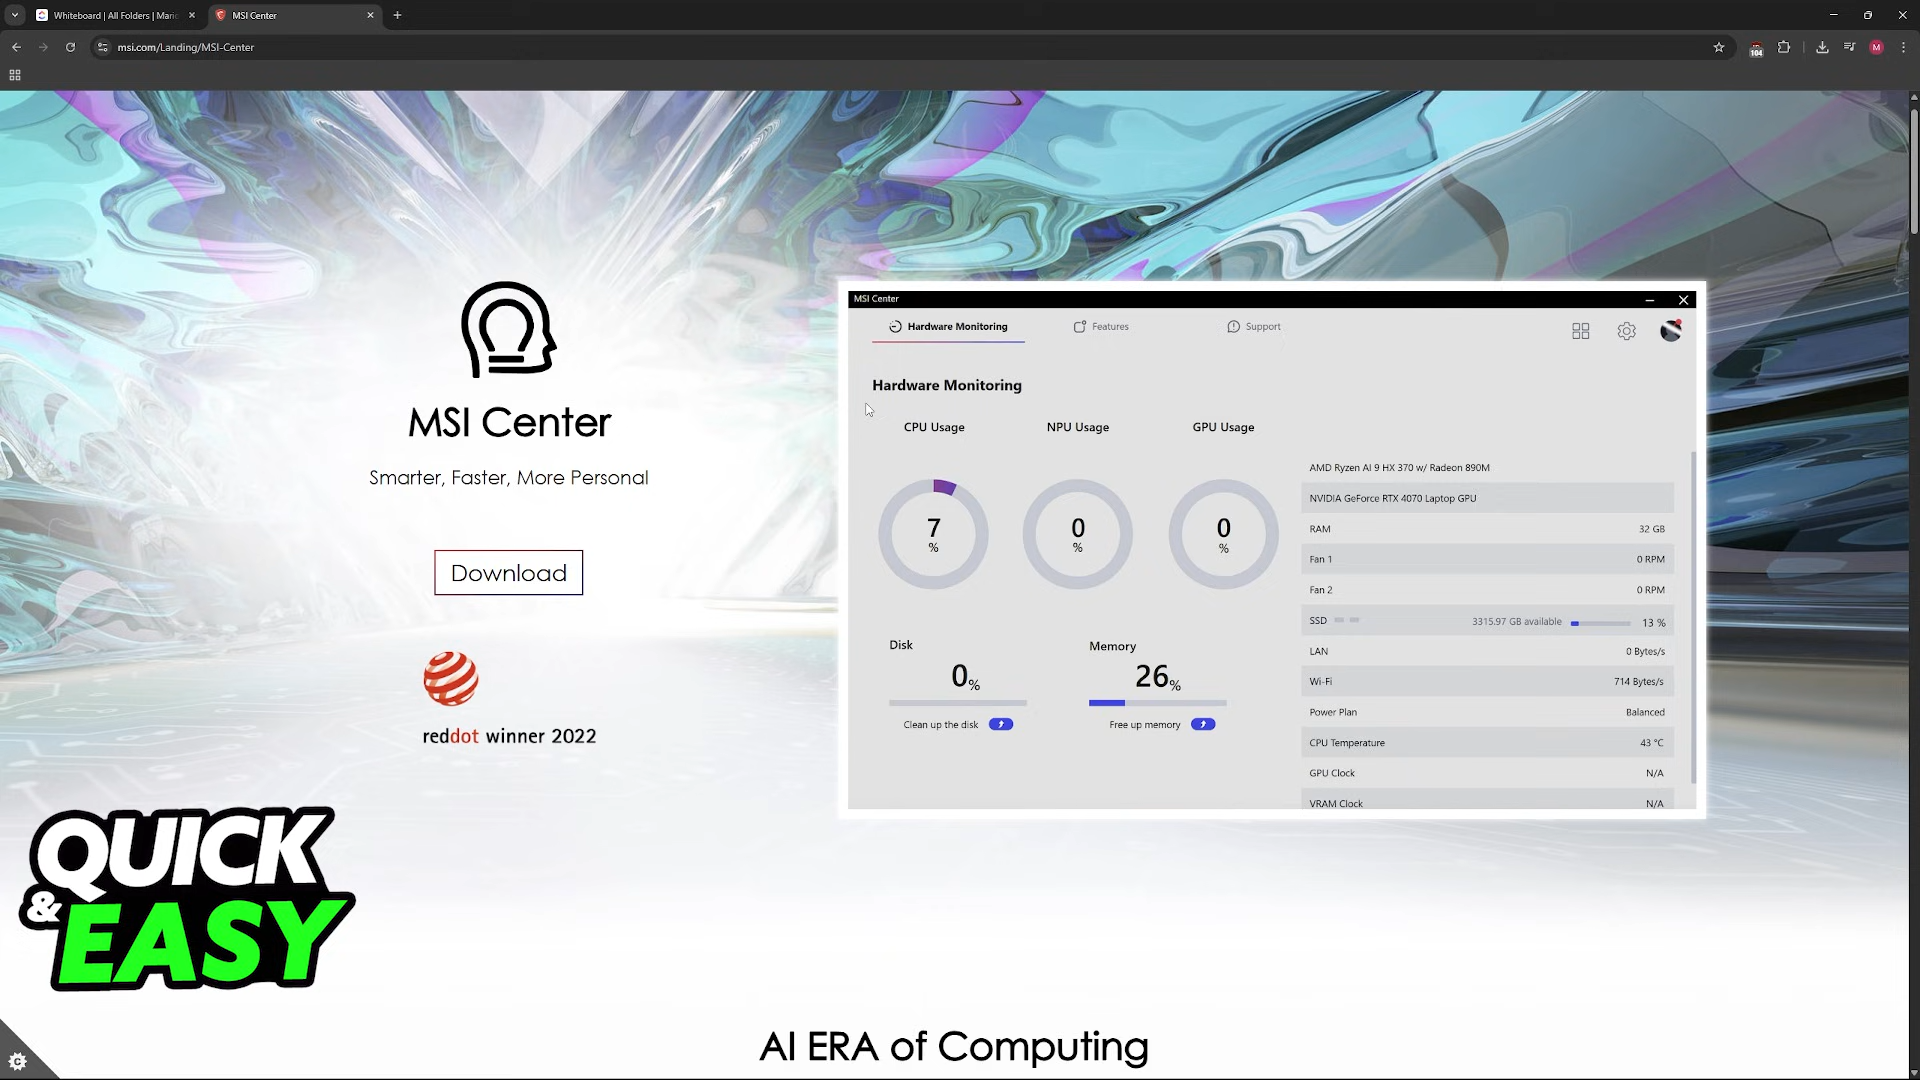 Whiteboard | All Folders | Maric
MSI Center
msi.com/Landing/MSI-Center
104
M
MSI Center
Smarter, Faster, More Personal
Download
reddot winner 2022
MSI Center
Hardware Monitoring
Features
Support
Hardware Monitoring
CPU Usage
NPU Usage
GPU Usage
7
%
0
%
0
%
Disk
0%
Clean up the disk
Memory
26%
Free up memory
AMD Ryzen AI 9 HX 370 w/ Radeon 890M
NVIDIA GeForce RTX 4070 Laptop GPU
RAM 32 GB
Fan 1 0 RPM
Fan 2 0 RPM
SSD 3315.97 GB available 13 %
LAN 0 Bytes/s
Wi-Fi 714 Bytes/s
Power Plan Balanced
CPU Temperature 43 °C
GPU Clock N/A
VRAM Clock N/A
QUICK
& EASY
AI ERA of Computing